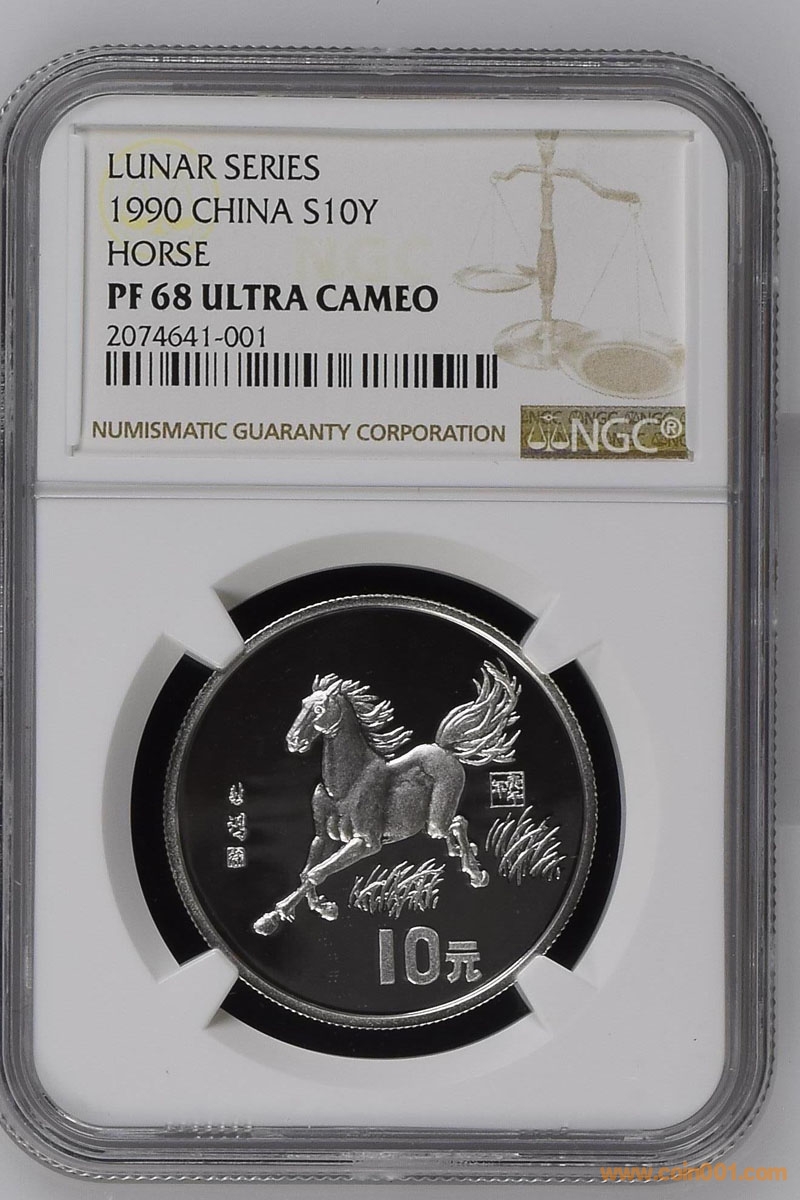 LUNAR SERIES
1990 CHINA S10Y
HORSE
PF 68 ULTRA CAMEO
2074641-001
NUMISMATIC GUARANTY CORPORATION
NGC®
10元
www.coin001.com